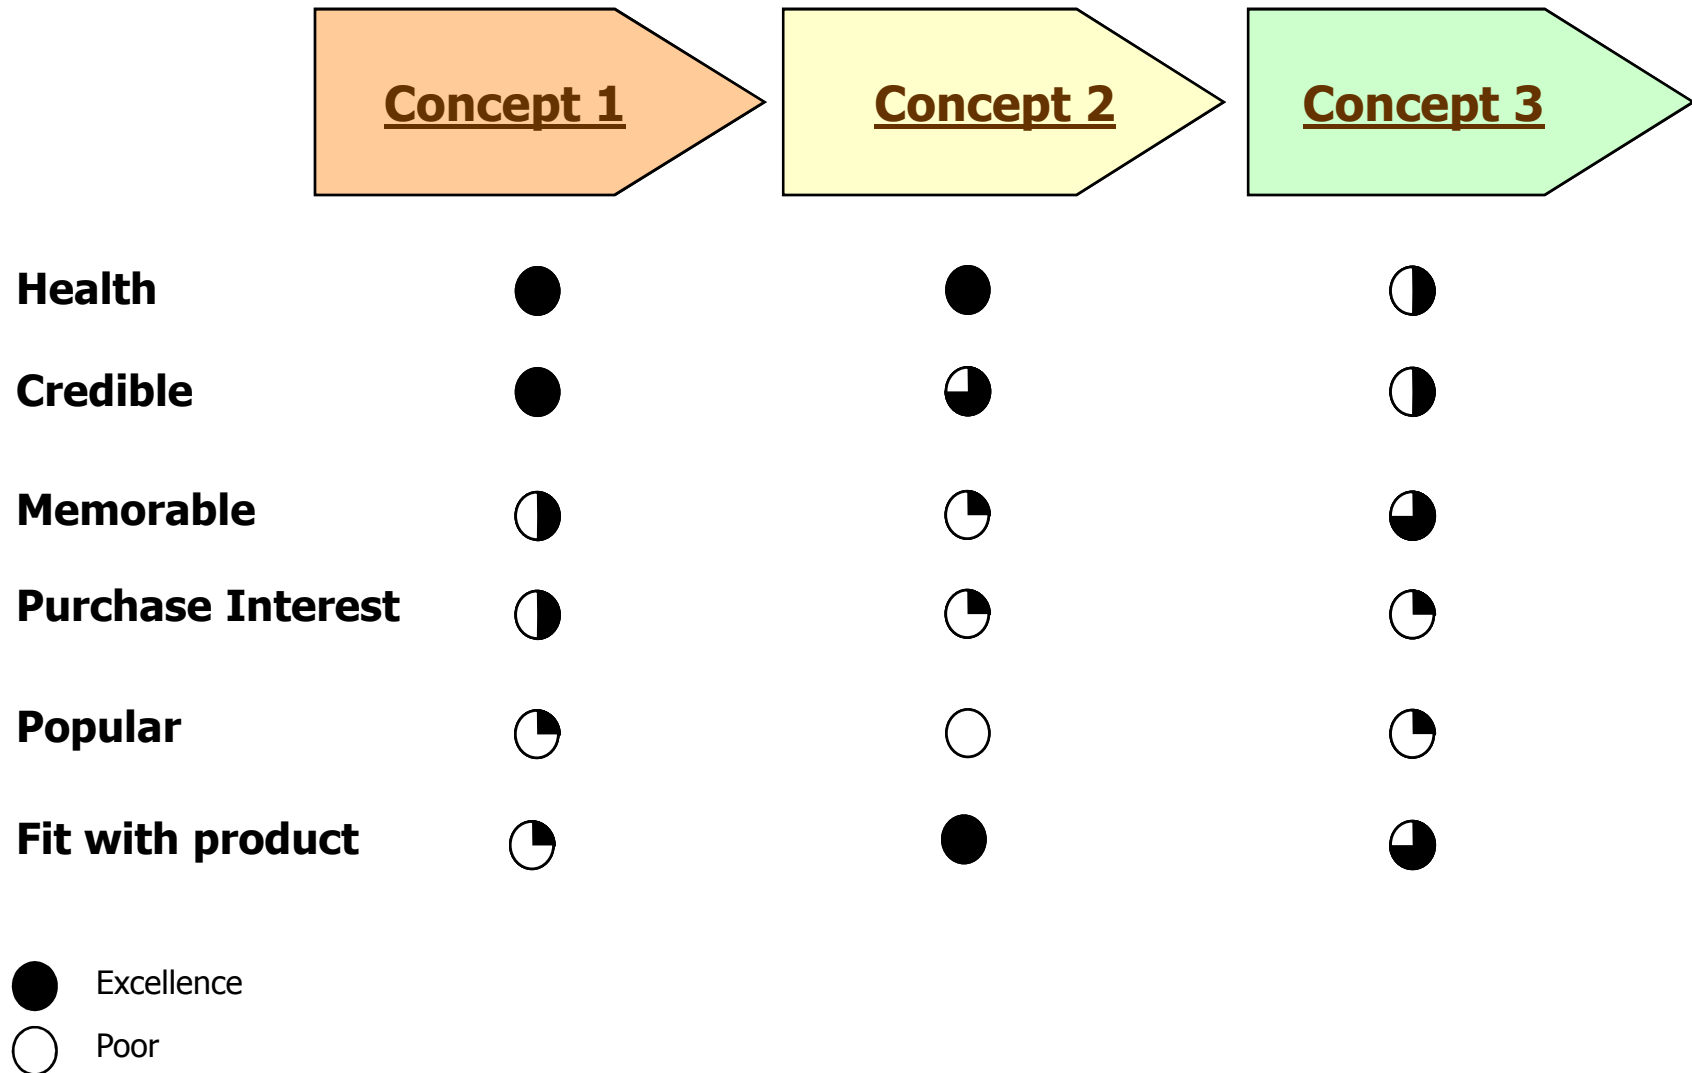 Concept 1
Concept 2
Concept 3
Health
Credible
Memorable
Purchase Interest
Popular
Fit with product
Excellence
Poor